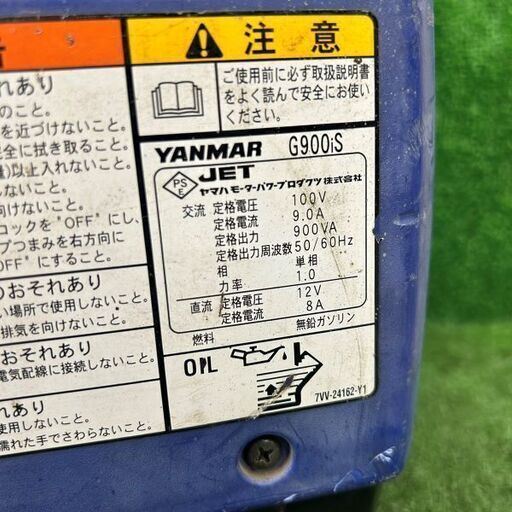 告
それあり
いのこと。
を近づけないこと。
完全に拭き取ること。
)以上入れないこと
のこと。
向けないこと。
ロックを"OFF"にし、
プつまみを右方向に
OFF"にすること。
のおそれあり
い場所で使用しないこと。
排気を向けないこと。
おそれあり
電気配線に接続しないこと。
れあり
使用しないこと。
濡れた手でさわらないこと。
注意
ご使用前に必ず取扱説明書
をよく読んで安全にお使い
ください。
YANMAR G900iS
PS E JET
ヤマハモーターパワープロダクツ株式会社
交流 定格電圧 100V
定格電流 9.0A
定格出力 900VA
定格出力周波数 50/60Hz
相 単相
力率 1.0
直流 定格電圧 12V
定格電流 8A
燃料 無鉛ガソリン
OIL
7VV-24162-Y1